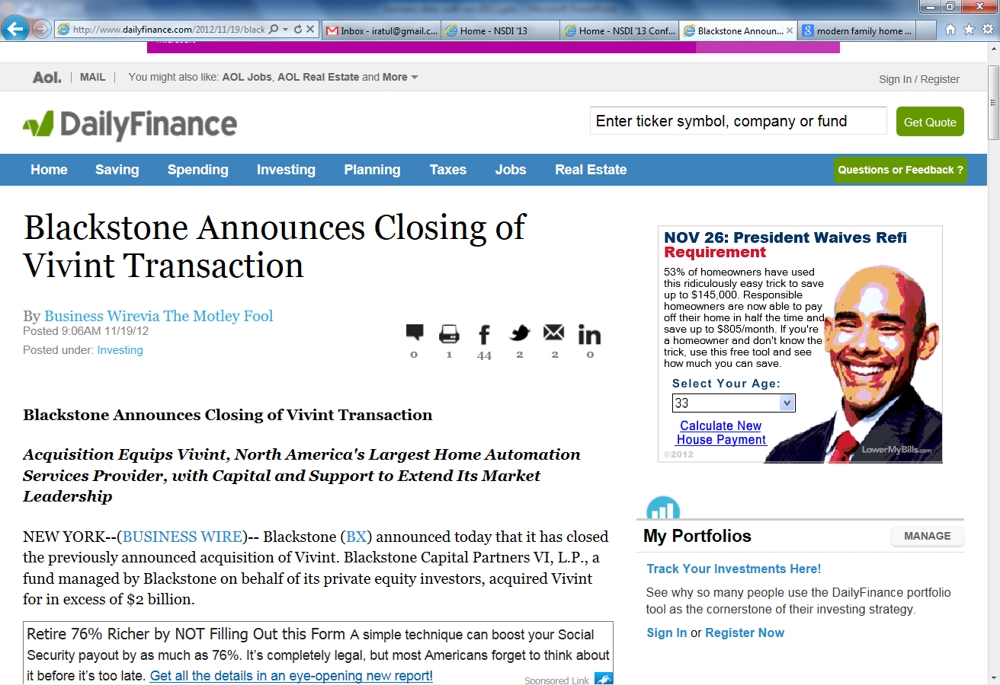 http://www.dailyfinance.com/2012/11/19/black
Inbox - iratul@gmail.c...
Home - NSDI '13
Home - NSDI '13 Conf...
Blackstone Announ...
modern family home ...
Aol.
MAIL
You might also like: AOL Jobs, AOL Real Estate and More
Sign In / Register
DailyFinance
Enter ticker symbol, company or fund
Get Quote
Home Saving Spending Investing Planning Taxes Jobs Real Estate
Questions or Feedback ?
Blackstone Announces Closing of
Vivint Transaction
By Business Wirevia The Motley Fool
Posted 9:06AM 11/19/12
Posted under: Investing
0 1 44 2 2 0
Blackstone Announces Closing of Vivint Transaction
Acquisition Equips Vivint, North America's Largest Home Automation
Services Provider, with Capital and Support to Extend Its Market
Leadership
NEW YORK--(BUSINESS WIRE)-- Blackstone (BX) announced today that it has closed
the previously announced acquisition of Vivint. Blackstone Capital Partners VI, L.P., a
fund managed by Blackstone on behalf of its private equity investors, acquired Vivint
for in excess of $2 billion.
Retire 76% Richer by NOT Filling Out this Form A simple technique can boost your Social
Security payout by as much as 76%. It's completely legal, but most Americans forget to think about
it before it's too late. Get all the details in an eye-opening new report!
Sponsored Link
NOV 26: President Waives Refi
Requirement
53% of homeowners have used
this ridiculously easy trick to save
up to $145,000. Responsible
homeowners are now able to pay
off their home in half the time and
save up to $805/month. If you're
a homeowner and don't know the
trick, use this free tool and see
how much you can save.
Select Your Age:
33
Calculate New
House Payment
©2012
LowerMyBills.com
My Portfolios
MANAGE
Track Your Investments Here!
See why so many people use the DailyFinance portfolio
tool as the cornerstone of their investing strategy.
Sign In or Register Now